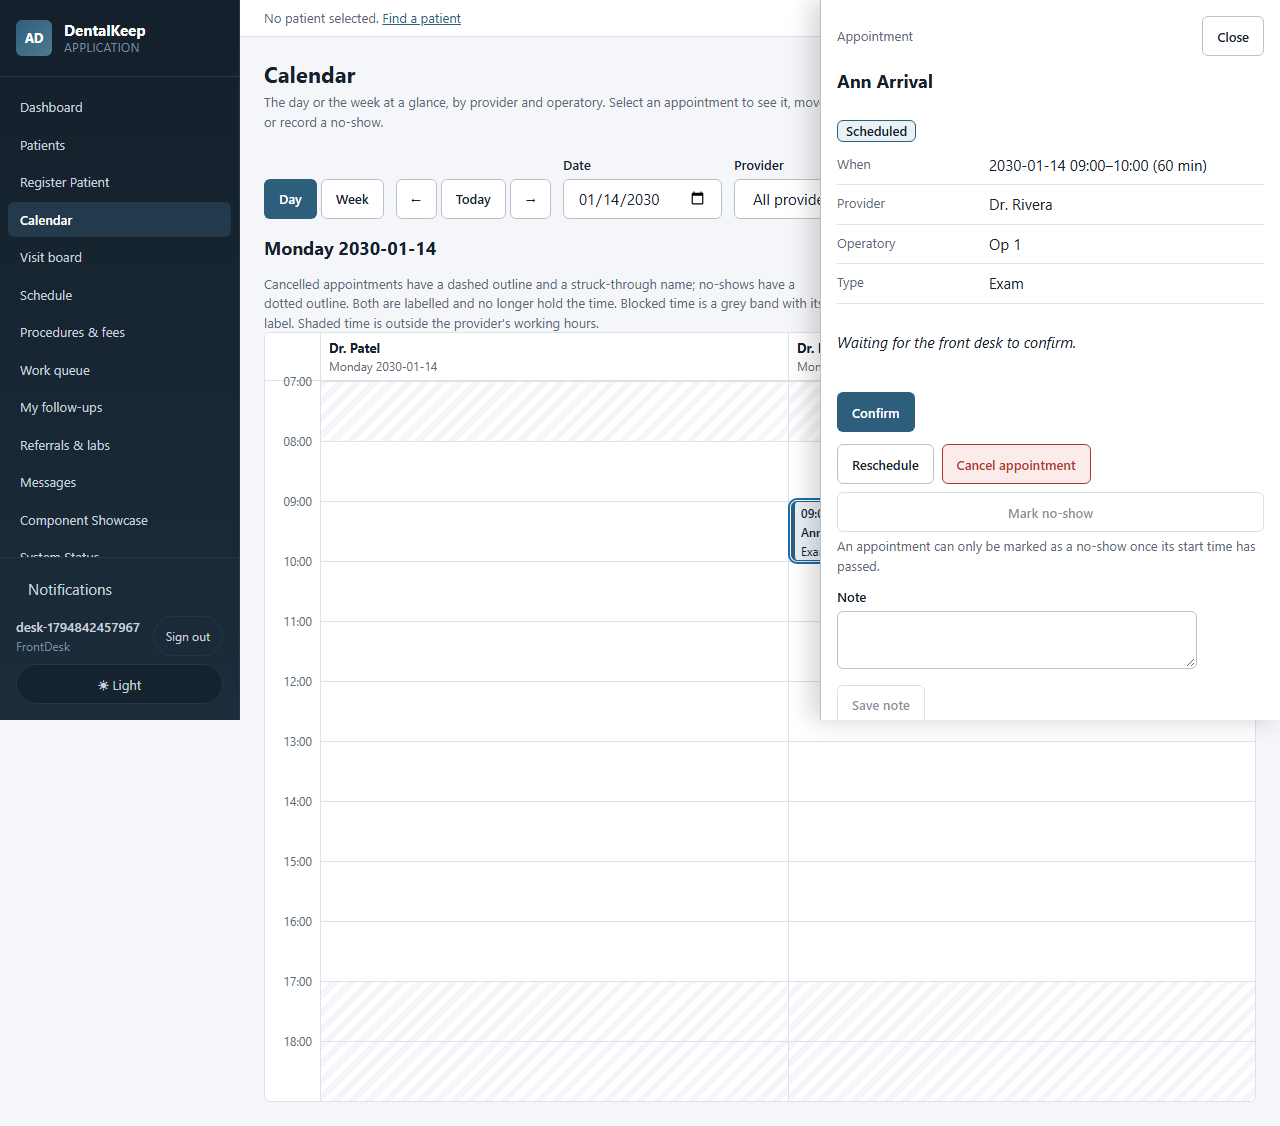 AD
DentalKeep
APPLICATION
Dashboard
Patients
Register Patient
Calendar
Visit board
Schedule
Procedures & fees
Work queue
My follow-ups
Referrals & labs
Messages
Component Showcase
System Status
Notifications
desk-1794842457967
FrontDesk
Sign out
☀ Light
No patient selected. Find a patient
Calendar
The day or the week at a glance, by provider and operatory. Select an appointment to see it, mov
or record a no-show.
Date
Provider
Day
Week
←
Today
→
01/14/2030
All provide
Monday 2030-01-14
Cancelled appointments have a dashed outline and a struck-through name; no-shows have a
dotted outline. Both are labelled and no longer hold the time. Blocked time is a grey band with its
label. Shaded time is outside the provider's working hours.
Dr. Patel
Monday 2030-01-14
Dr.
Mon
07:00
08:00
09:00
10:00
11:00
12:00
13:00
14:00
15:00
16:00
17:00
18:00
09:0
Ann
Exa
Appointment
Close
Ann Arrival
Scheduled
When
2030-01-14 09:00–10:00 (60 min)
Provider
Dr. Rivera
Operatory
Op 1
Type
Exam
Waiting for the front desk to confirm.
Confirm
Reschedule
Cancel appointment
Mark no-show
An appointment can only be marked as a no-show once its start time has
passed.
Note
Save note